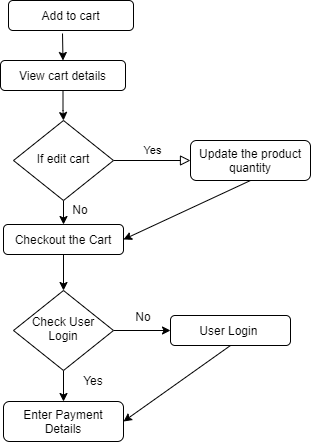 Add to cart
View cart details
If edit cart
Yes
Update the product
quantity
No
Checkout the Cart
Check User
Login
No
User Login
Yes
Enter Payment
Details